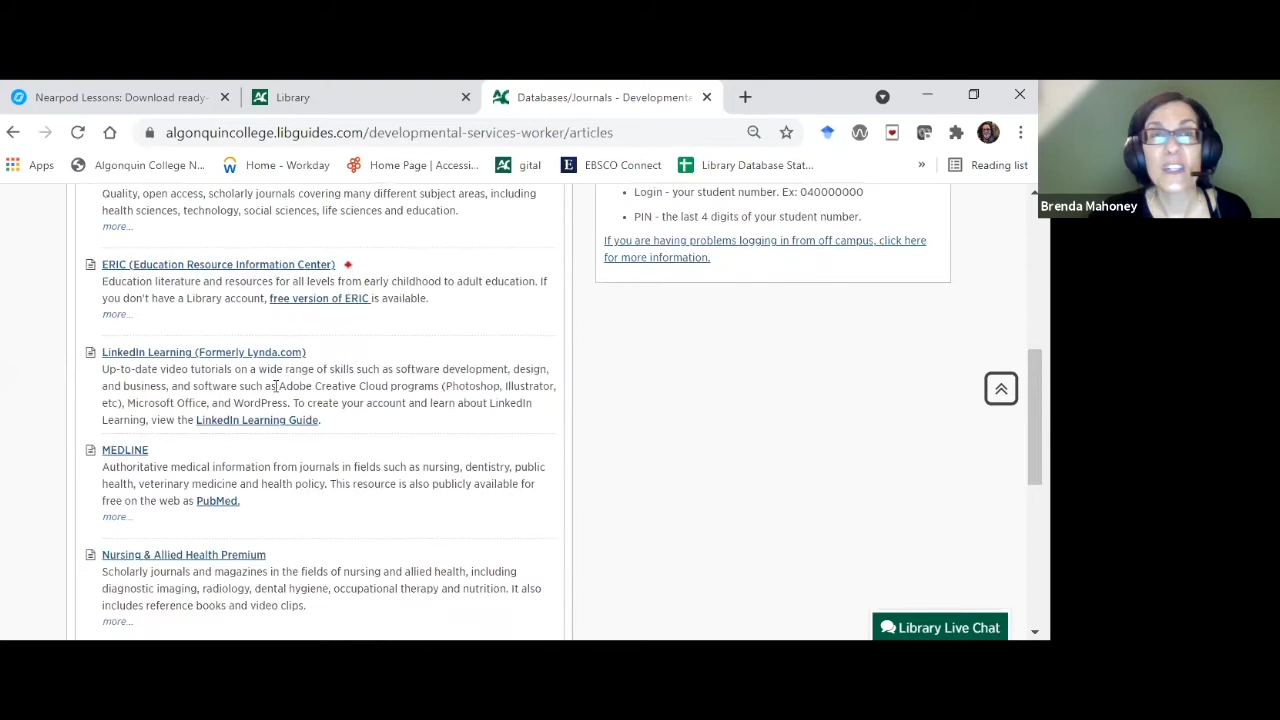 Nearpod Lessons: Download ready-
Library
Databases/Journals - Developmenta
algonquincollege.libguides.com/developmental-services-worker/articles
Apps
Algonquin College N...
Home - Workday
Home Page | Access...
gital
EBSCO Connect
Library Database Stat...
»
Reading list
Brenda Mahoney
Quality, open access, scholarly journals covering many different subject areas, including
health sciences, technology, social sciences, life sciences and education.
more...
ERIC (Education Resource Information Center)
Education literature and resources for all levels from early childhood to adult education. If
you don't have a Library account, free version of ERIC is available.
more...
LinkedIn Learning (Formerly Lynda.com)
Up-to-date video tutorials on a wide range of skills such as software development, design,
and business, and software such as Adobe Creative Cloud programs (Photoshop, Illustrator,
etc), Microsoft Office, and WordPress. To create your account and learn about LinkedIn
Learning, view the LinkedIn Learning Guide.
MEDLINE
Authoritative medical information from journals in fields such as nursing, dentistry, public
health, veterinary medicine and health policy. This resource is also publicly available for
free on the web as PubMed.
more...
Nursing & Allied Health Premium
Scholarly journals and magazines in the fields of nursing and allied health, including
diagnostic imaging, radiology, dental hygiene, occupational therapy and nutrition. It also
includes reference books and video clips.
more...
• Login - your student number. Ex: 040000000
• PIN - the last 4 digits of your student number.
If you are having problems logging in from off campus, click here
for more information.
Library Live Chat